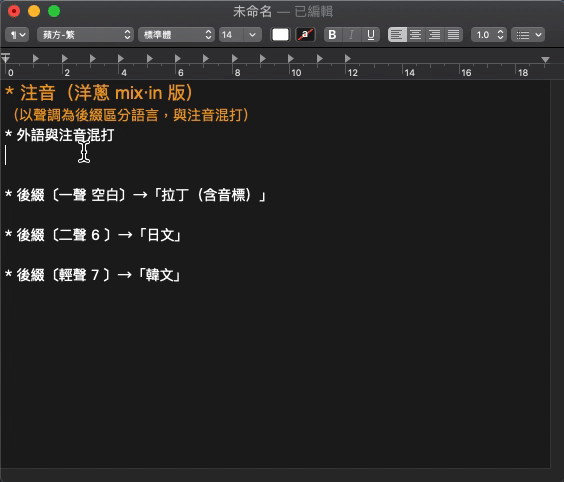 未命名 — 已編輯
¶ 蘋方-繁 標準體 14 a B I U 1.0
0 2 4 6 8 10 12 14 16 18
* 注音（洋蔥 mix·in 版）
（以聲調為後綴區分語言，與注音混打）
* 外語與注音混打
* 後綴〔一聲 空白〕→「拉丁（含音標）」
* 後綴〔二聲 6 〕→「日文」
* 後綴〔輕聲 7 〕→「韓文」